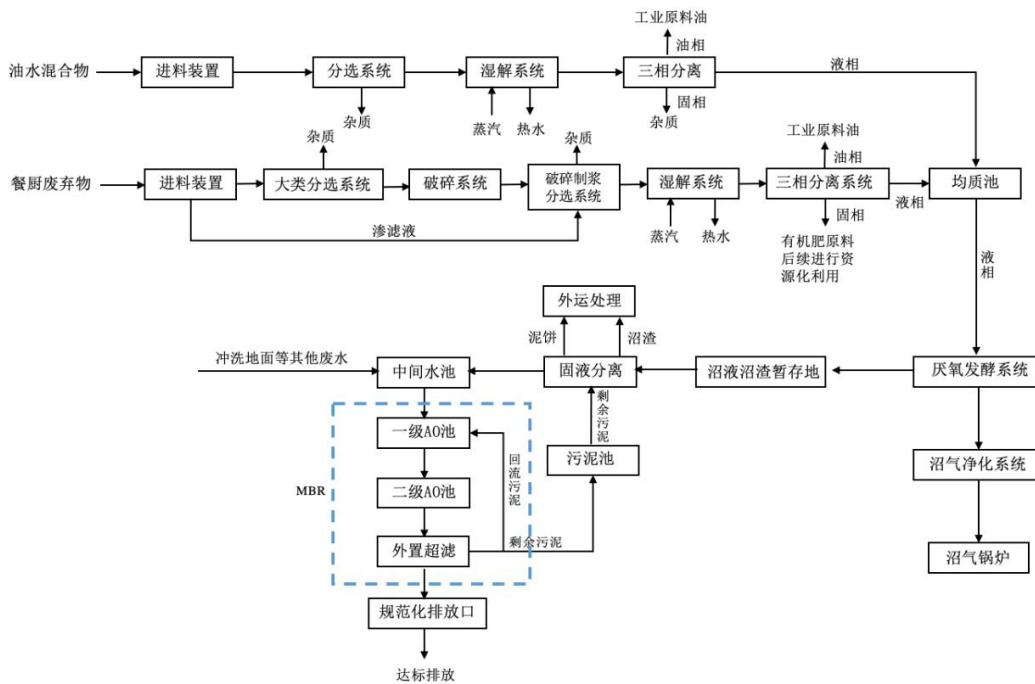 工业原料油
油相
油水混合物
进料装置
分选系统
湿解系统
三相分离
液相
固相
杂质
蒸汽
热水
杂质
杂质
杂质
工业原料油
油相
餐厨废弃物
进料装置
大类分选系统
破碎系统
破碎制浆
分选系统
湿解系统
三相分离系统
液相
均质池
渗滤液
蒸汽
热水
固相
有机肥原料
后续进行资
源化利用
液相
外运处理
泥饼
沼渣
冲洗地面等其他废水
中间水池
固液分离
沼液沼渣暂存地
厌氧发酵系统
剩余污泥
一级AO池
回流污泥
污泥池
沼气净化系统
MBR
二级AO池
外置超滤
剩余污泥
沼气锅炉
规范化排放口
达标排放